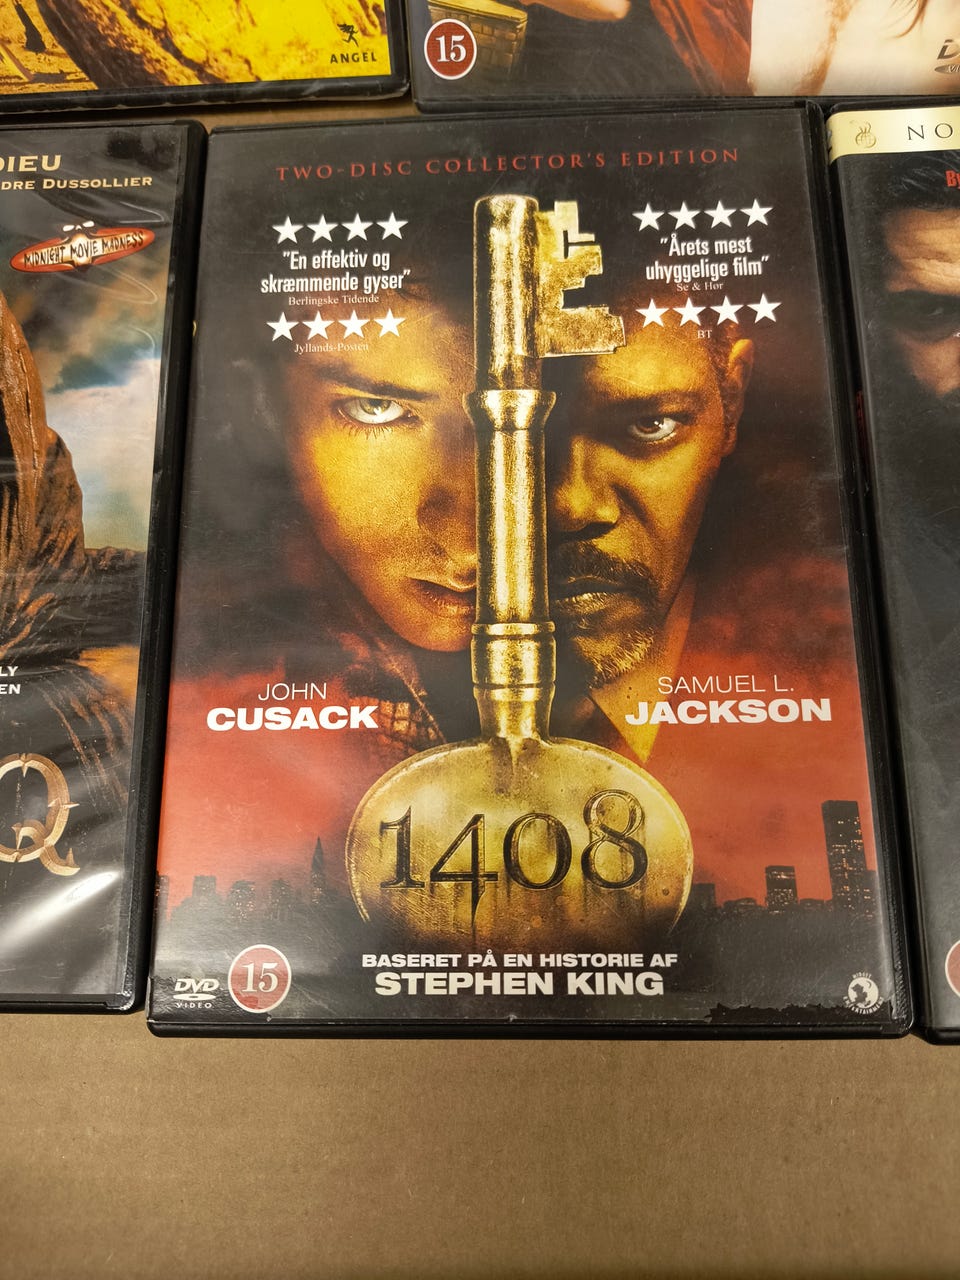 ANGEL
15
DIEU
DRE DUSSOLLIER
MIDNIGHT MOVIE MADNESS
LY
EN
Q
TWO-DISC COLLECTOR'S EDITION
"En effektiv og
skræmmende gyser"
Berlingske Tidende
Jyllands-Posten
"Årets mest
uhyggelige film"
Se & Hør
BT
JOHN
CUSACK
SAMUEL L.
JACKSON
1408
BASERET PÅ EN HISTORIE AF
STEPHEN KING
DVD
VIDEO
15
ENTERTAINMENT
NO
By